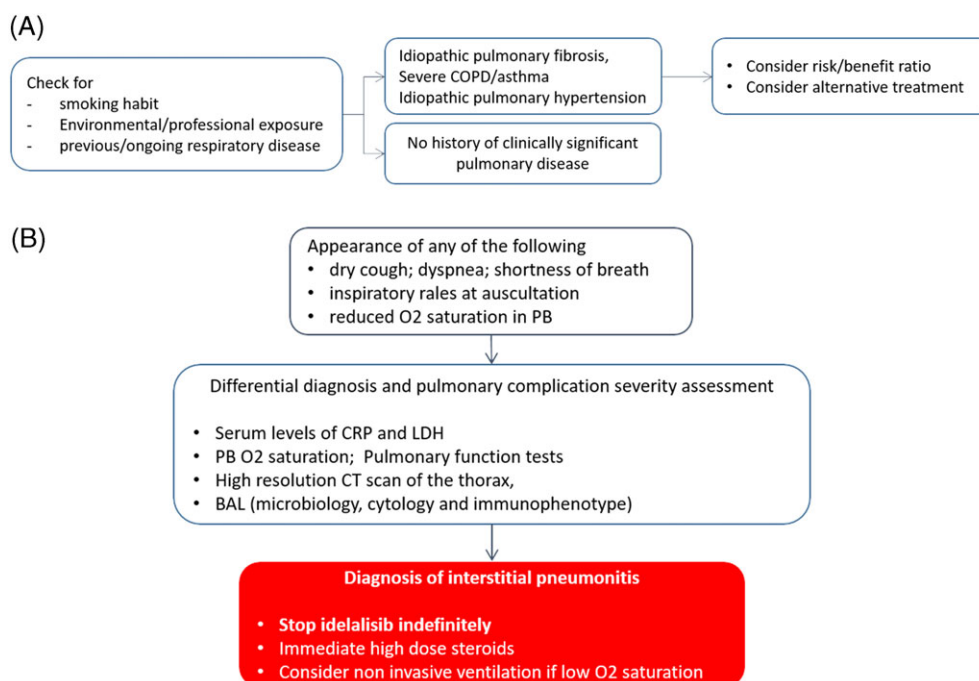 (A)
Check for
- smoking habit
- Environmental/professional exposure
- previous/ongoing respiratory disease
Idiopathic pulmonary fibrosis,
Severe COPD/asthma
Idiopathic pulmonary hypertension
• Consider risk/benefit ratio
• Consider alternative treatment
No history of clinically significant
pulmonary disease
(B)
Appearance of any of the following
• dry cough; dyspnea; shortness of breath
• inspiratory rales at auscultation
• reduced O2 saturation in PB
Differential diagnosis and pulmonary complication severity assessment
• Serum levels of CRP and LDH
• PB O2 saturation; Pulmonary function tests
• High resolution CT scan of the thorax,
• BAL (microbiology, cytology and immunophenotype)
Diagnosis of interstitial pneumonitis
• Stop idelalisib indefinitely
• Immediate high dose steroids
• Consider non invasive ventilation if low O2 saturation